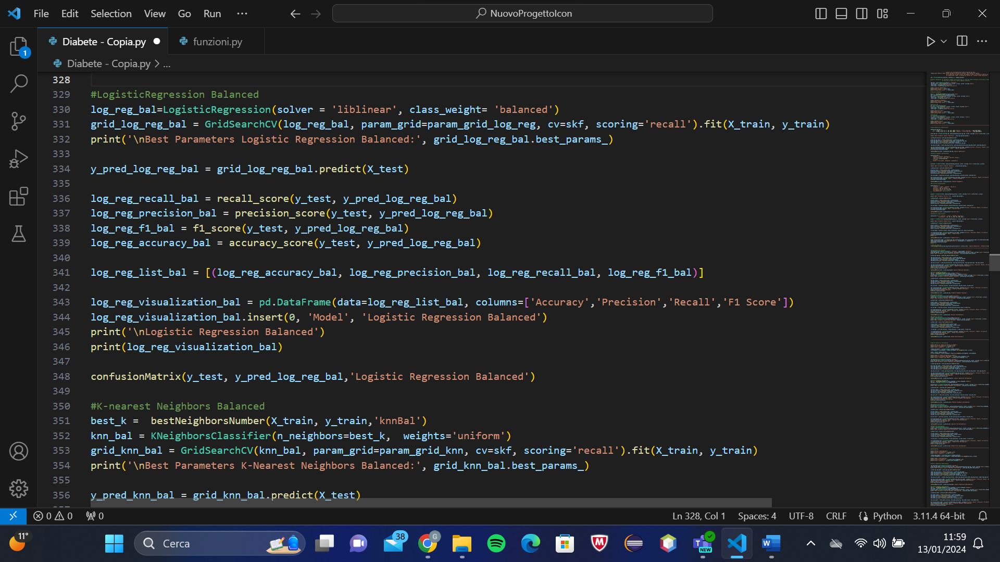 File Edit Selection View Go Run ... NuovoProgettoIcon
Diabete - Copia.py funzioni.py
1
Diabete - Copia.py > ...
328
329 #LogisticRegression Balanced
330 log_reg_bal=LogisticRegression(solver = 'liblinear', class_weight= 'balanced')
331 grid_log_reg_bal = GridSearchCV(log_reg_bal, param_grid=param_grid_log_reg, cv=skf, scoring='recall').fit(X_train, y_train)
332 print('\nBest Parameters Logistic Regression Balanced:', grid_log_reg_bal.best_params_)
333
334 y_pred_log_reg_bal = grid_log_reg_bal.predict(X_test)
335
336 log_reg_recall_bal = recall_score(y_test, y_pred_log_reg_bal)
337 log_reg_precision_bal = precision_score(y_test, y_pred_log_reg_bal)
338 log_reg_f1_bal = f1_score(y_test, y_pred_log_reg_bal)
339 log_reg_accuracy_bal = accuracy_score(y_test, y_pred_log_reg_bal)
340
341 log_reg_list_bal = [(log_reg_accuracy_bal, log_reg_precision_bal, log_reg_recall_bal, log_reg_f1_bal)]
342
343 log_reg_visualization_bal = pd.DataFrame(data=log_reg_list_bal, columns=['Accuracy','Precision','Recall','F1 Score'])
344 log_reg_visualization_bal.insert(0, 'Model', 'Logistic Regression Balanced')
345 print('\nLogistic Regression Balanced')
346 print(log_reg_visualization_bal)
347
348 confusionMatrix(y_test, y_pred_log_reg_bal,'Logistic Regression Balanced')
349
350 #K-nearest Neighbors Balanced
351 best_k =  bestNeighborsNumber(X_train, y_train,'knnBal')
352 knn_bal = KNeighborsClassifier(n_neighbors=best_k,  weights='uniform')
353 grid_knn_bal = GridSearchCV(knn_bal, param_grid=param_grid_knn, cv=skf, scoring='recall').fit(X_train, y_train)
354 print('\nBest Parameters K-Nearest Neighbors Balanced:', grid_knn_bal.best_params_)
355
356 y_pred_knn_bal = grid_knn_bal.predict(X_test)
0 0 0 Ln 328, Col 1 Spaces: 4 UTF-8 CRLF Python 3.11.4 64-bit
11° Cerca 38 G NEW 11:59
13/01/2024